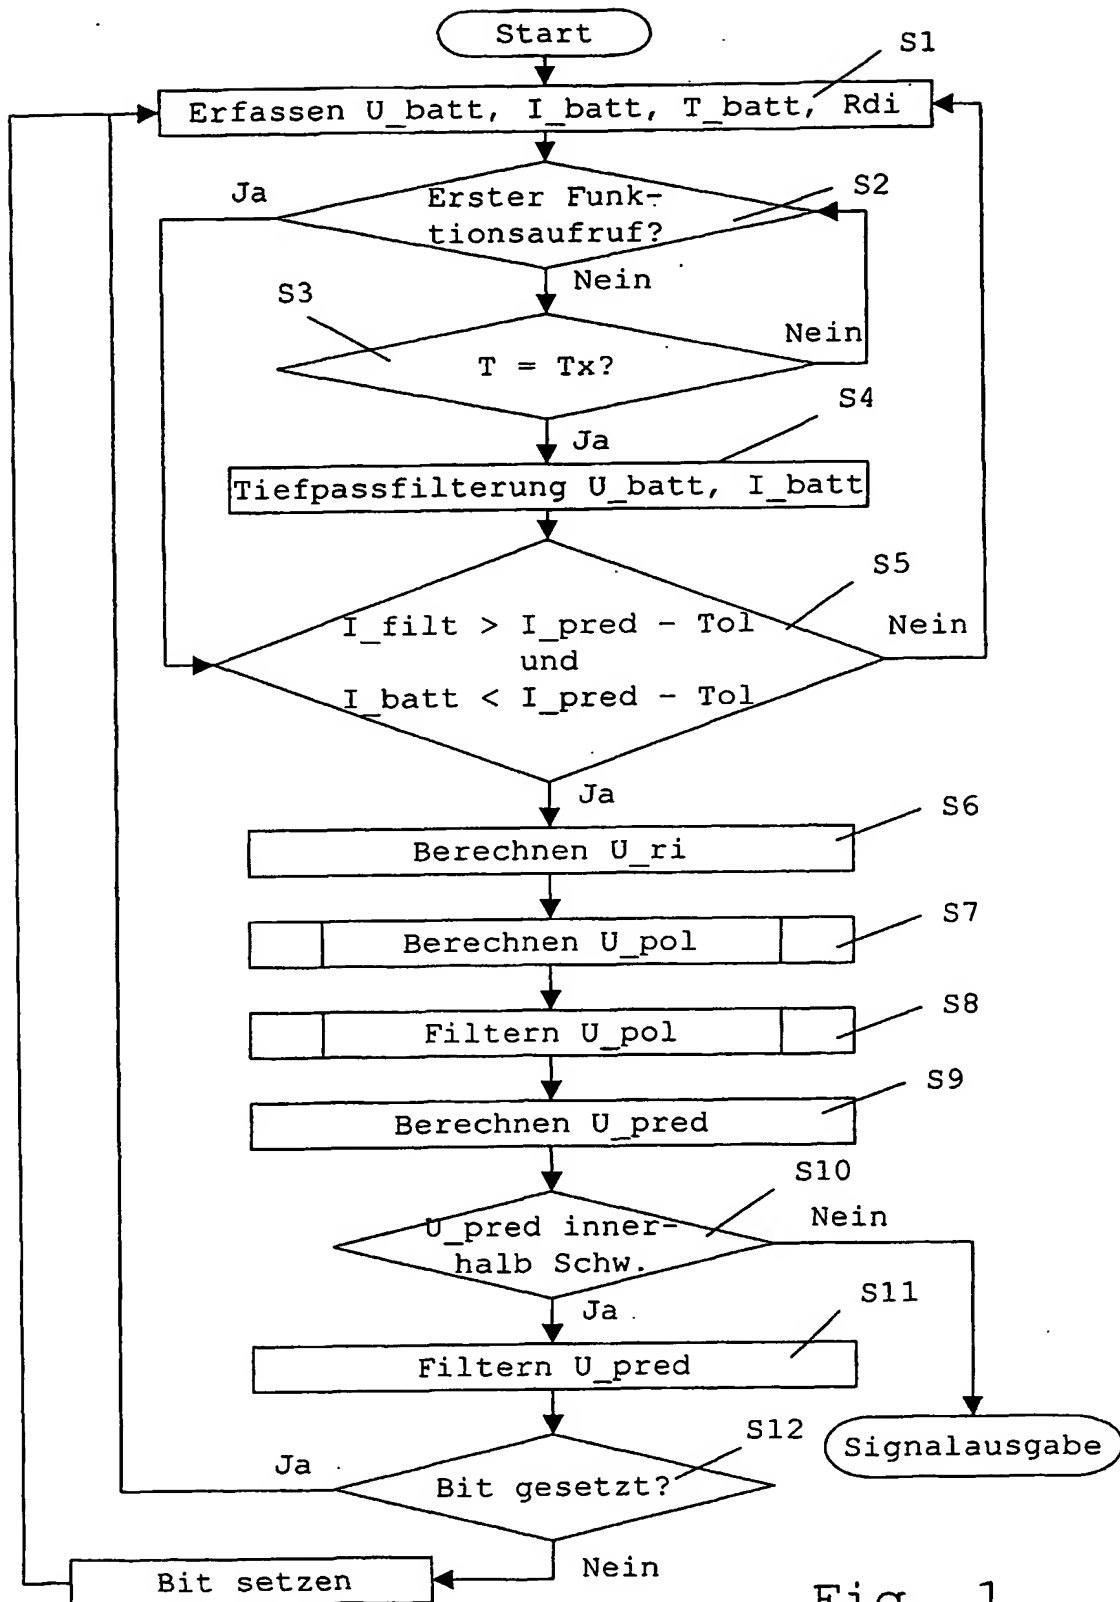 Start
S1
Erfassen U_batt, I_batt, T_batt, Rdi
Ja
S2
Erster Funk-
tionsaufruf?
Nein
S3
Nein
T = Tx?
S4
Ja
Tiefpassfilterung U_batt, I_batt
S5
I_filt > I_pred - Tol
Nein
und
I_batt < I_pred - Tol
Ja
S6
Berechnen U_ri
S7
Berechnen U_pol
S8
Filtern U_pol
S9
Berechnen U_pred
S10
Nein
U_pred inner-
halb Schw.
Ja
S11
Filtern U_pred
S12
Signalausgabe
Ja
Bit gesetzt?
Nein
Bit setzen
Fig. 1